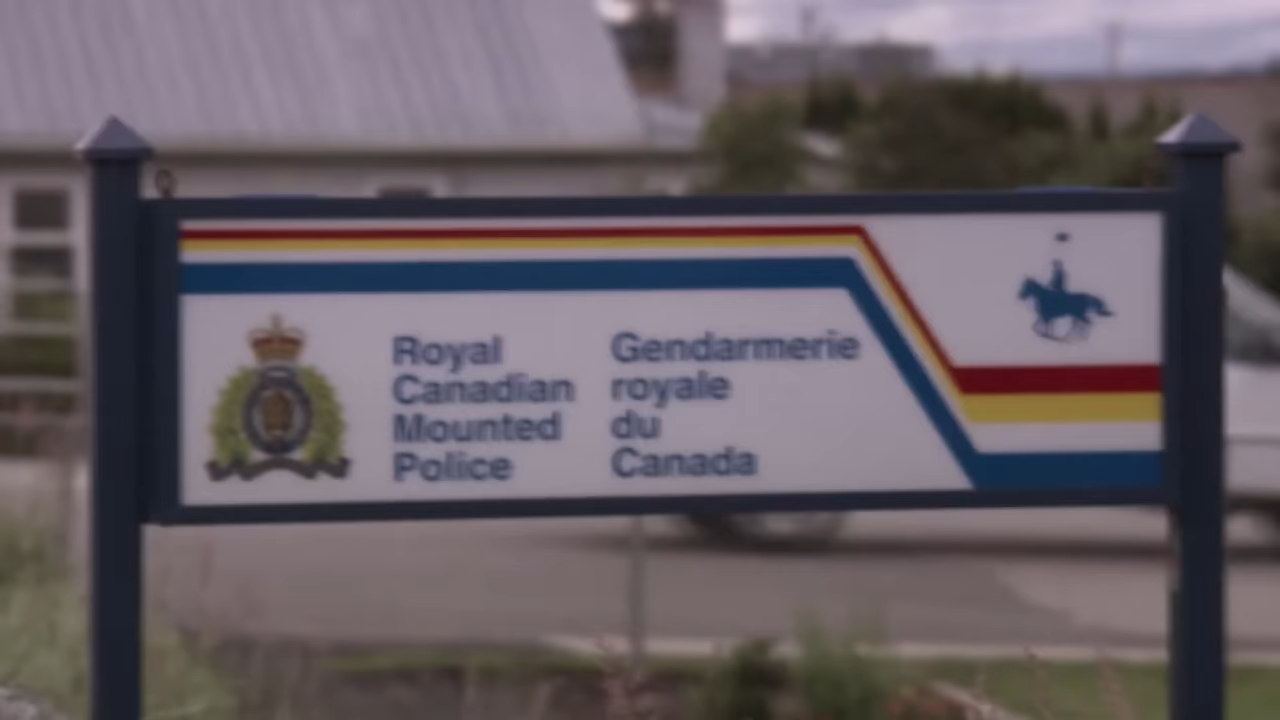 Royal
Canadian
Mounted
Police
Gendarmerie
royale
du
Canada